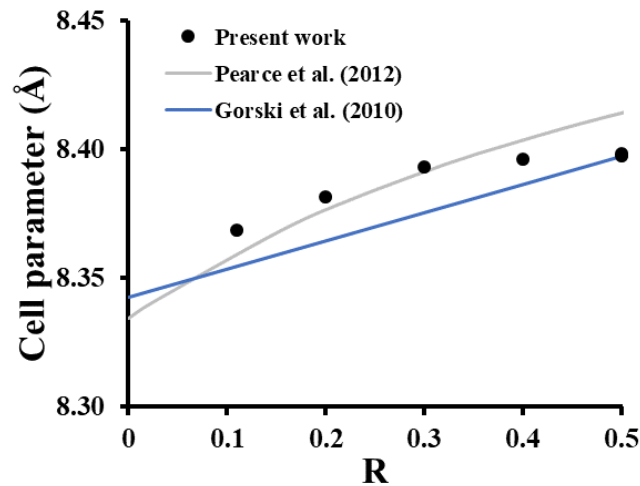 8.45
8.40
8.35
8.30
Cell parameter (Å)
Present work
Pearce et al. (2012)
Gorski et al. (2010)
0 0.1 0.2 0.3 0.4 0.5
R